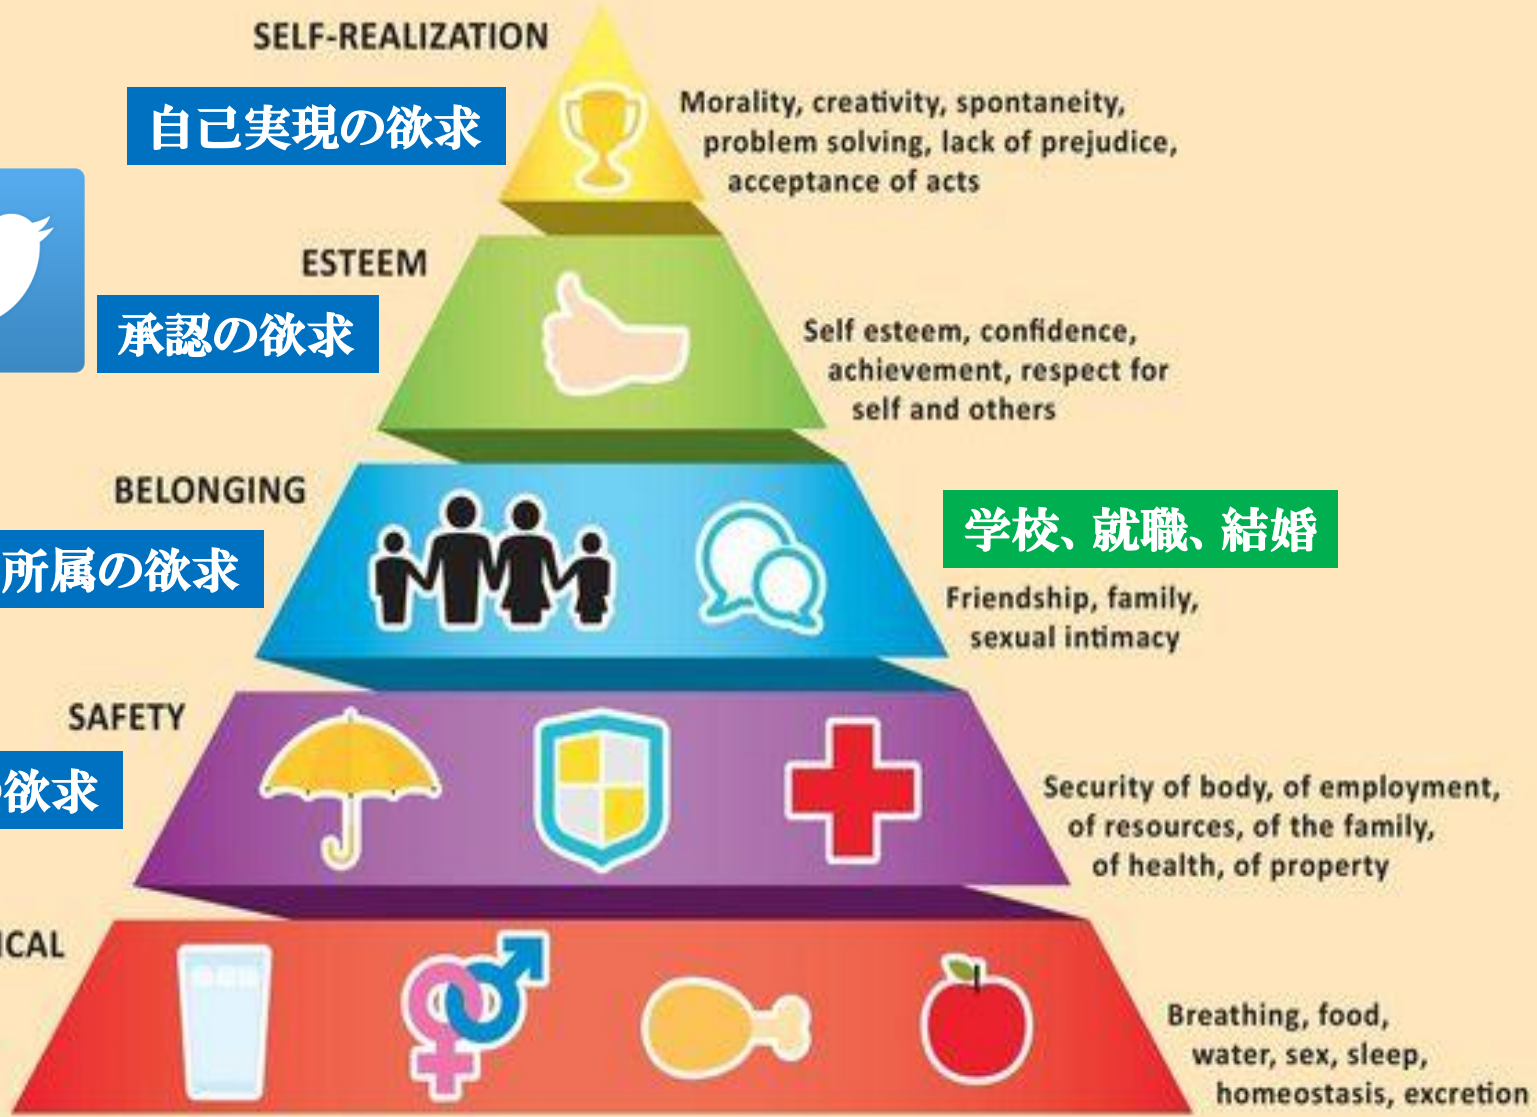 SELF-REALIZATION
自己実現の欲求
Morality, creativity, spontaneity,
problem solving, lack of prejudice,
acceptance of acts
ESTEEM
承認の欲求
Self esteem, confidence,
achievement, respect for
self and others
BELONGING
所属の欲求
学校、就職、結婚
Friendship, family,
sexual intimacy
SAFETY
の欲求
Security of body, of employment,
of resources, of the family,
of health, of property
ICAL
Breathing, food,
water, sex, sleep,
homeostasis, excretion